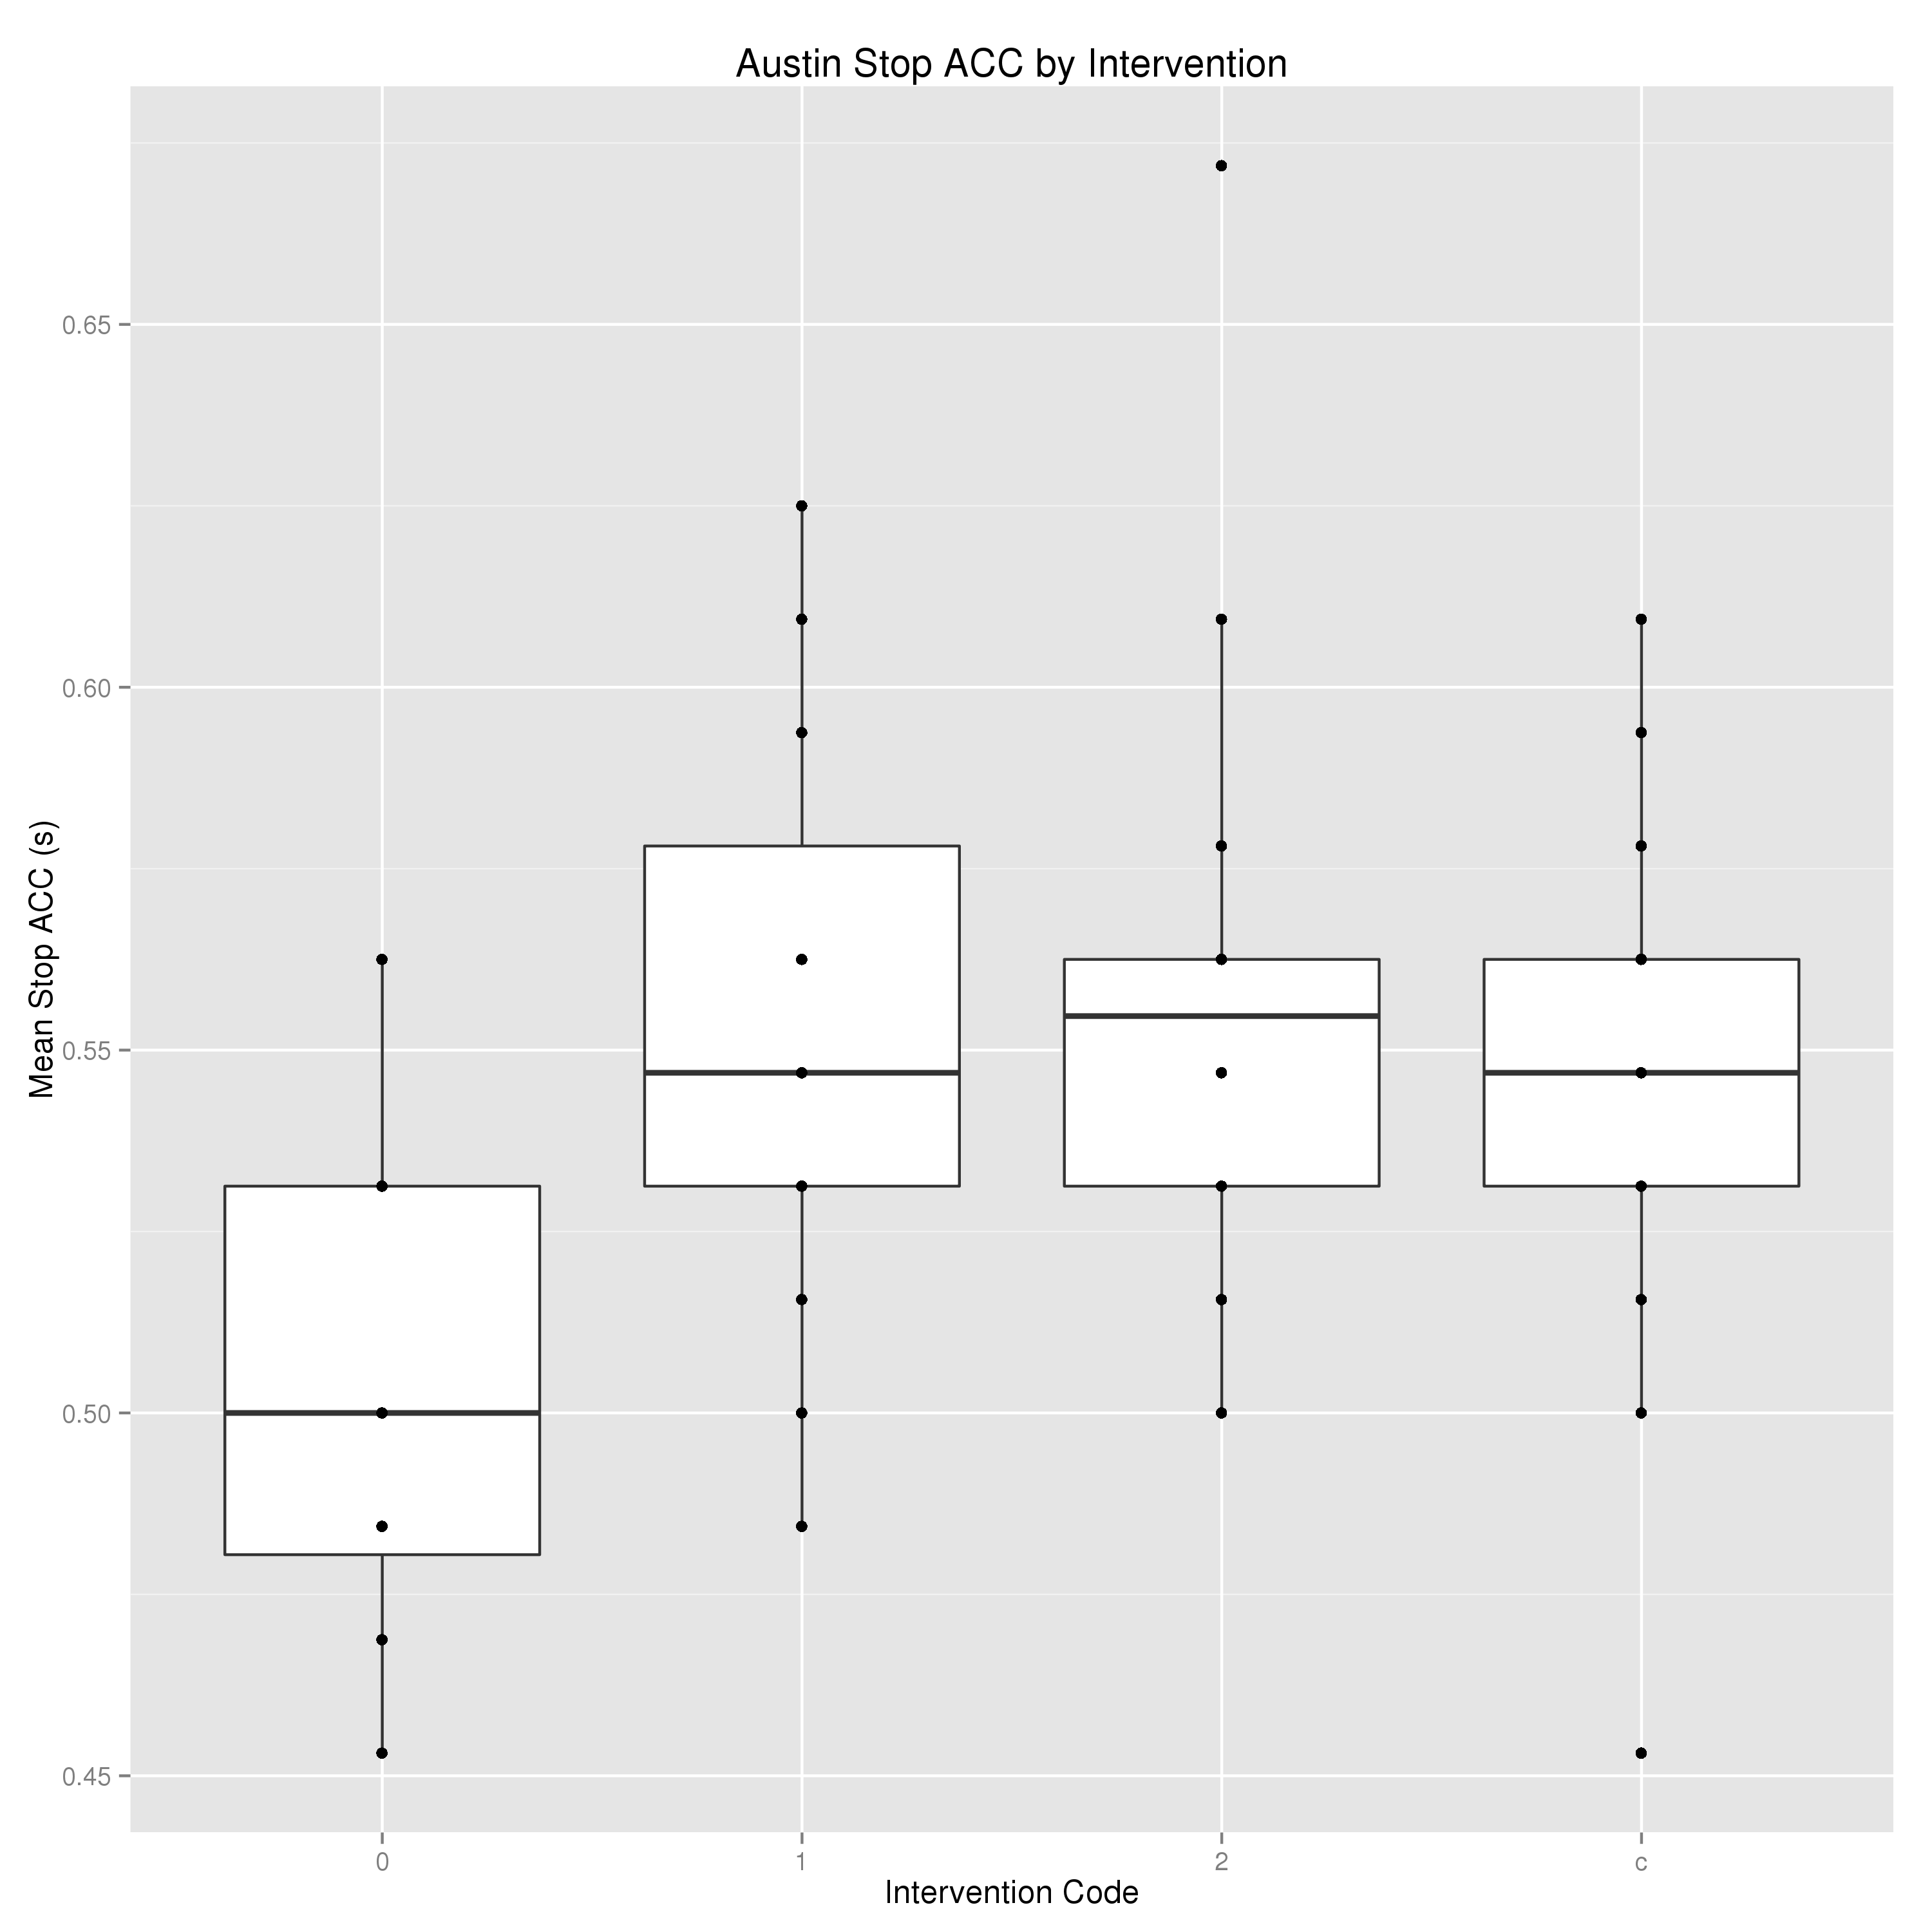 Austin Stop ACC by Intervention
Mean Stop ACC (s)
0.65
0.60
0.55
0.50
0.45
0 1 2 c
Intervention Code